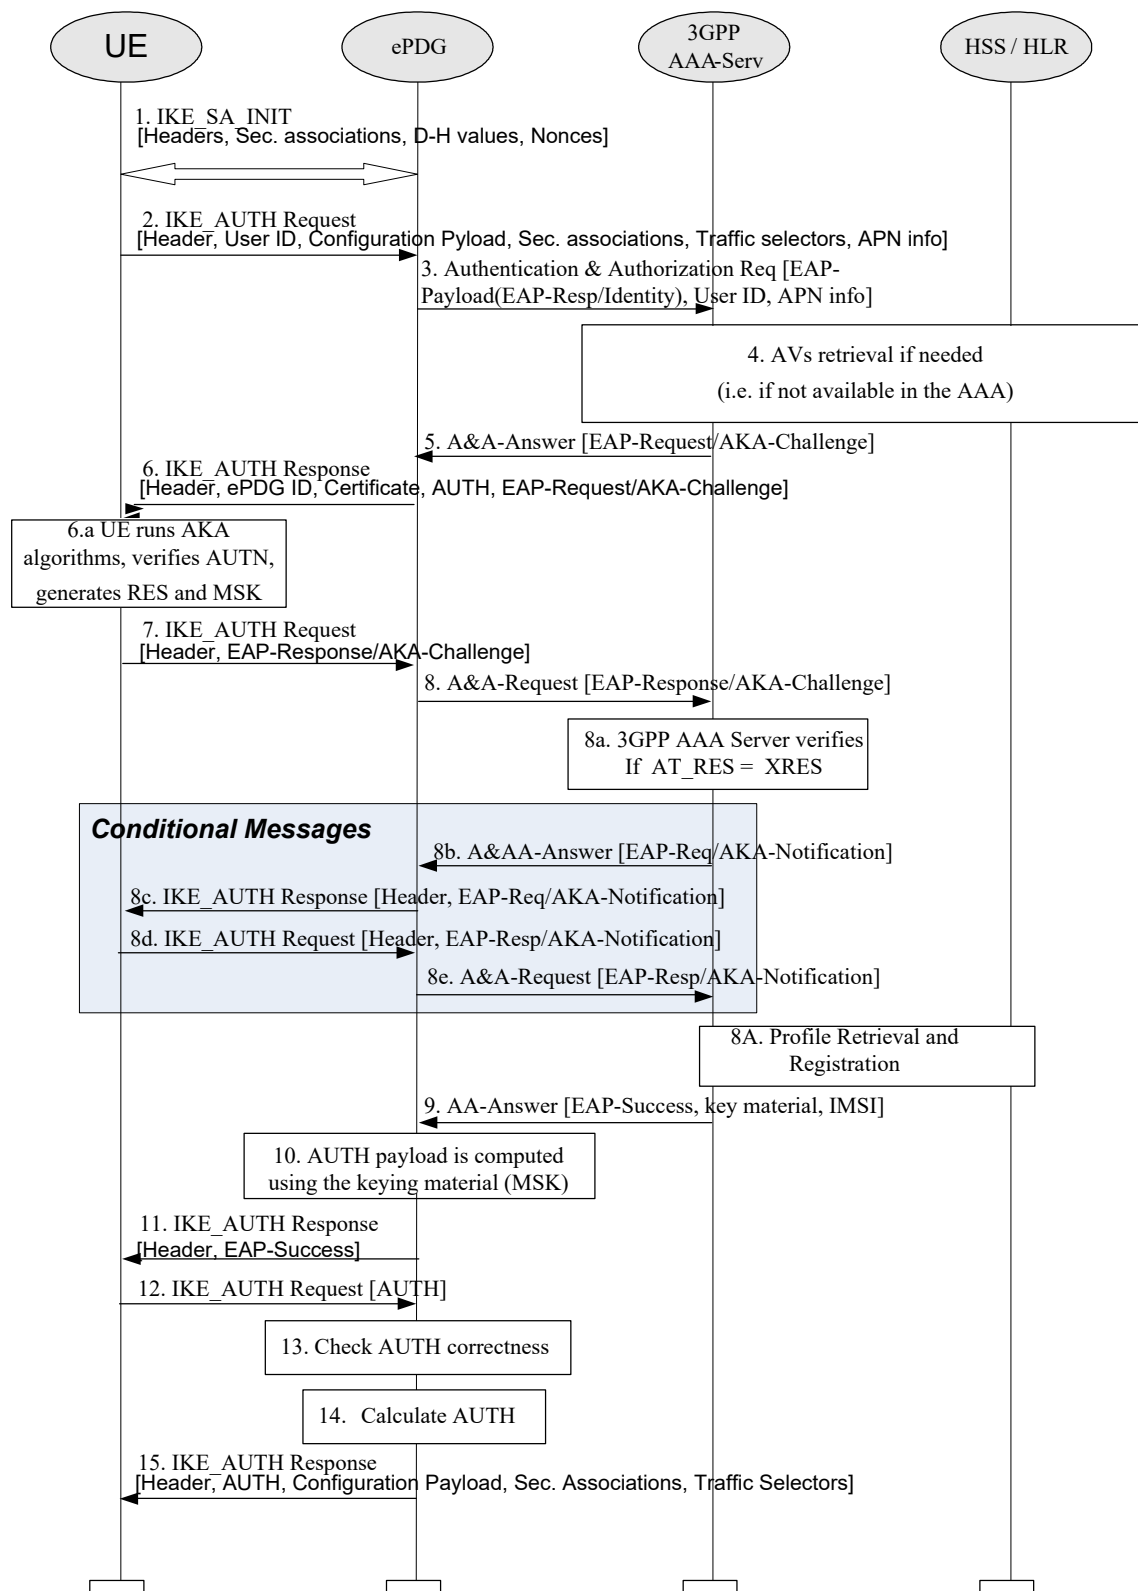 UE
ePDG
3GPP
AAA-Serv
HSS / HLR
1. IKE_SA_INIT
[Headers, Sec. associations, D-H values, Nonces]
2. IKE_AUTH Request
[Header, User ID, Configuration Pyload, Sec. associations, Traffic selectors, APN info]
3. Authentication & Authorization Req [EAP-
Payload(EAP-Resp/Identity), User ID, APN info]
4. AVs retrieval if needed
(i.e. if not available in the AAA)
5. A&A-Answer [EAP-Request/AKA-Challenge]
6. IKE_AUTH Response
[Header, ePDG ID, Certificate, AUTH, EAP-Request/AKA-Challenge]
6.a UE runs AKA
algorithms, verifies AUTN,
generates RES and MSK
7. IKE_AUTH Request
[Header, EAP-Response/AKA-Challenge]
8. A&A-Request [EAP-Response/AKA-Challenge]
8a. 3GPP AAA Server verifies
If AT_RES = XRES
Conditional Messages
8b. A&AA-Answer [EAP-Req/AKA-Notification]
8c. IKE_AUTH Response [Header, EAP-Req/AKA-Notification]
8d. IKE_AUTH Request [Header, EAP-Resp/AKA-Notification]
8e. A&A-Request [EAP-Resp/AKA-Notification]
8A. Profile Retrieval and
Registration
9. AA-Answer [EAP-Success, key material, IMSI]
10. AUTH payload is computed
using the keying material (MSK)
11. IKE_AUTH Response
[Header, EAP-Success]
12. IKE_AUTH Request [AUTH]
13. Check AUTH correctness
14. Calculate AUTH
15. IKE_AUTH Response
[Header, AUTH, Configuration Payload, Sec. Associations, Traffic Selectors]